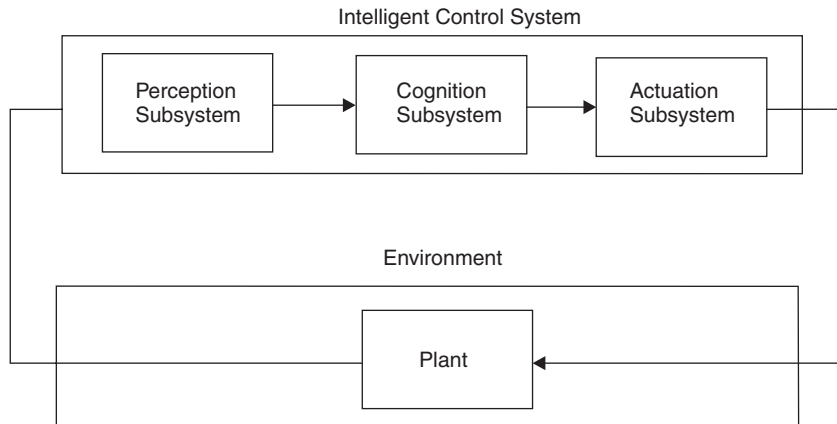 Intelligent Control System
Perception
Subsystem
Cognition
Subsystem
Actuation
Subsystem
Environment
Plant